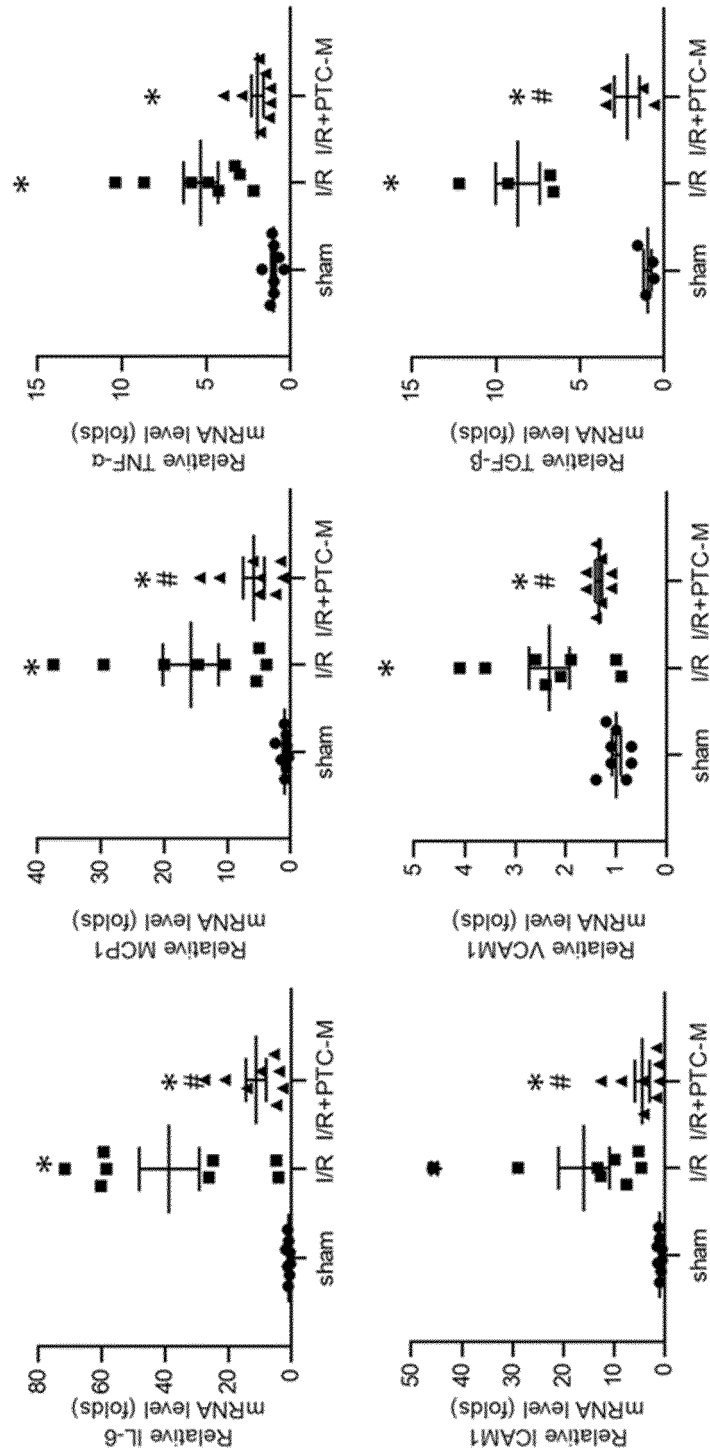 Relative IL-6
mRNA level (folds)
80
60
40
20
0
*
*
#
sham I/R I/R+PTC-M
Relative MCP1
mRNA level (folds)
40
30
20
10
0
*
*
#
sham I/R I/R+PTC-M
Relative TNF-α
mRNA level (folds)
15
10
5
0
*
*
sham I/R I/R+PTC-M
Relative ICAM1
mRNA level (folds)
50
40
30
20
10
0
*
*
#
sham I/R I/R+PTC-M
Relative VCAM1
mRNA level (folds)
5
4
3
2
1
0
*
*
#
sham I/R I/R+PTC-M
Relative TGF-β
mRNA level (folds)
15
10
5
0
*
*
#
sham I/R I/R+PTC-M